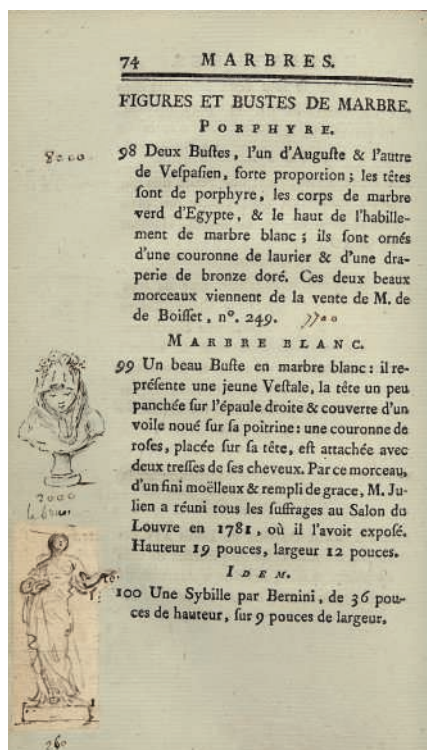 74 MARBRES.
FIGURES ET BUSTES DE MARBRE.
PORPHYRE.
8200
98 Deux Buſtes, l'un d'Auguſte & l'autre
de Veſpaſien, forte proportion ; les têtes
ſont de porphyre, les corps de marbre
verd d'Egypte, & le haut de l'habille-
ment de marbre blanc ; ils ſont ornés
d'une couronne de laurier & d'une dra-
perie de bronze doré. Ces deux beaux
morceaux viennent de la vente de M. de
de Boiſſet, n°. 249. 7700
MARBRE BLANC.
99 Un beau Buſte en marbre blanc : il re-
préſente une jeune Veſtale, la tête un peu
panchée ſur l'épaule droite & couverte d'un
voile noué ſur ſa poitrine : une couronne de
roſes, placée ſur ſa tête, eſt attachée avec
deux treſſes de ſes cheveux. Par ce morceau,
d'un fini moëlleux & rempli de grace, M. Ju-
lien a réuni tous les ſuffrages au Salon du
Louvre en 1781, où il l'avoit expoſé.
Hauteur 19 pouces, largeur 12 pouces.
2000
le brun
IDEM.
100 Une Sybille par Bernini, de 36 pou-
ces de hauteur, ſur 9 pouces de largeur.
260